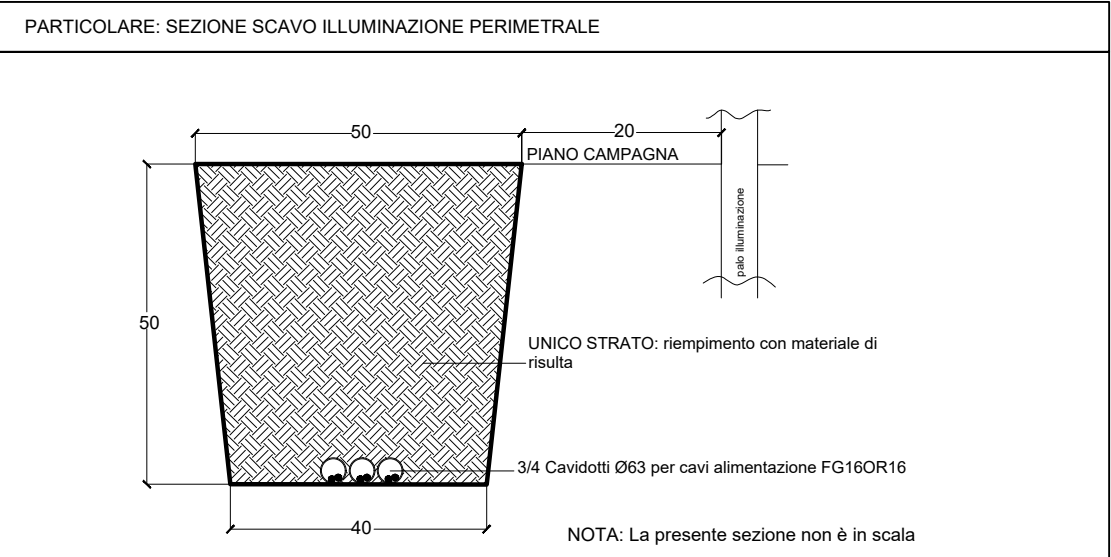 PARTICOLARE: SEZIONE SCAVO ILLUMINAZIONE PERIMETRALE
50
20
PIANO CAMPAGNA
palo illuminazione
50
UNICO STRATO: riempimento con materiale di
risulta
3/4 Cavidotti Ø63 per cavi alimentazione FG16OR16
40
NOTA: La presente sezione non è in scala